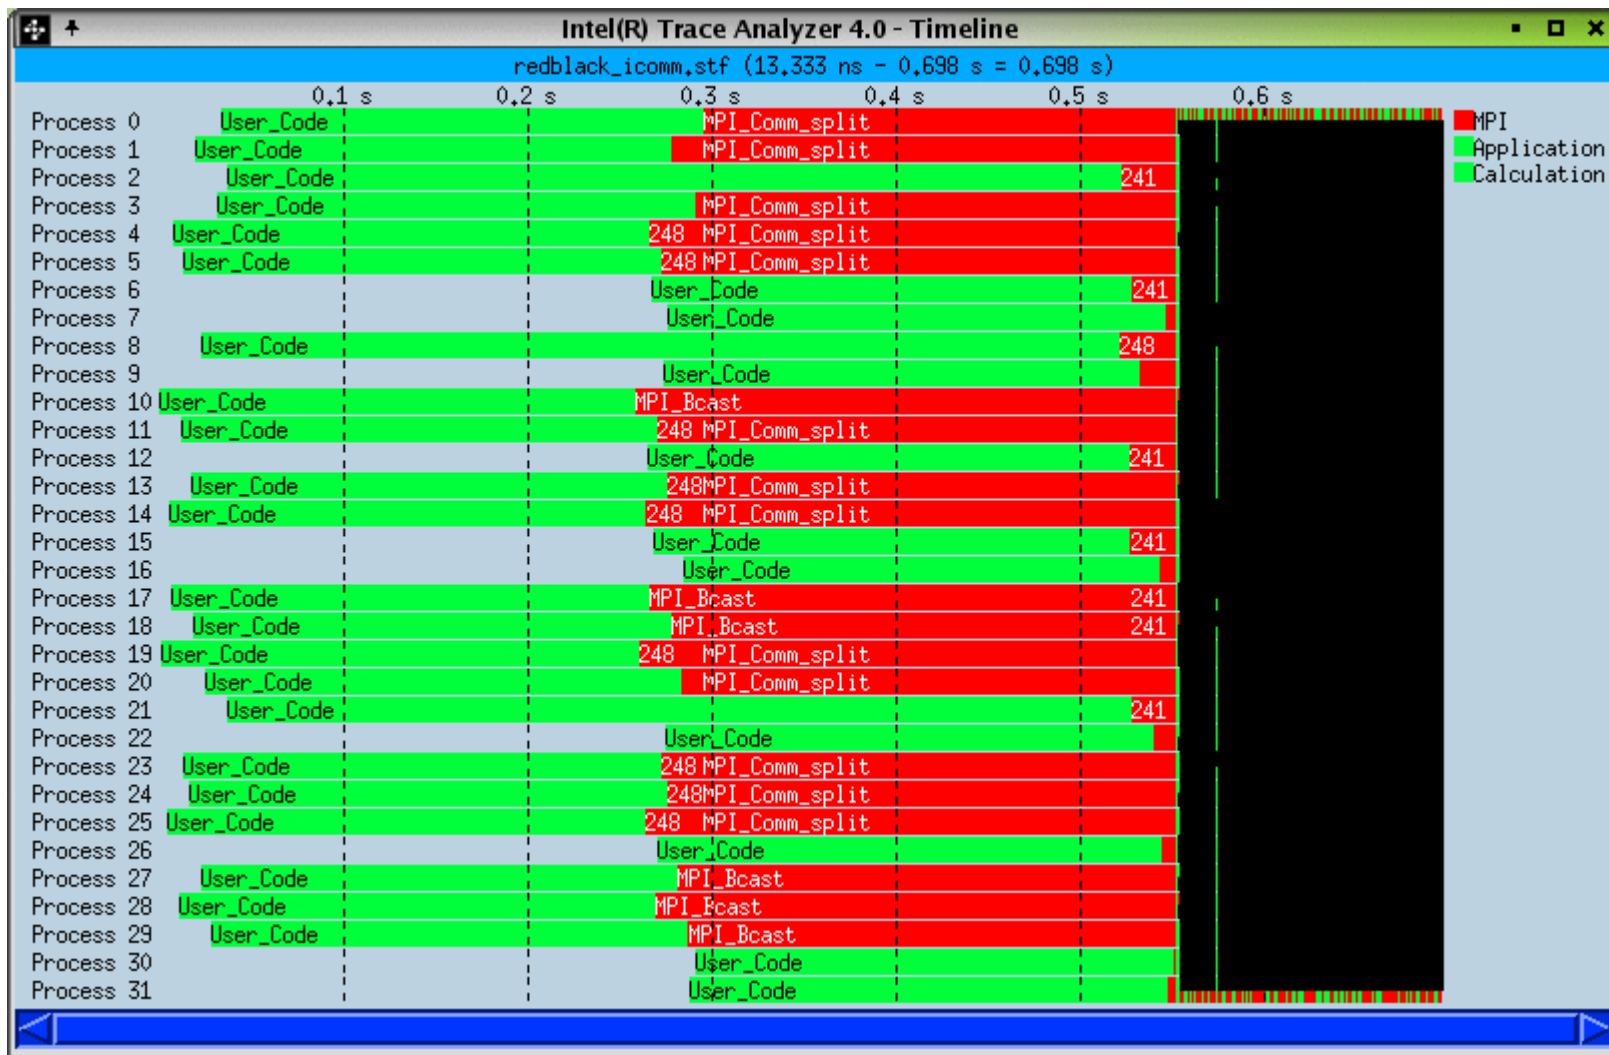 Intel(R) Trace Analyzer 4.0 - Timeline
redblack_icomm.stf (13.333 ns - 0.698 s = 0.698 s)
0.1 s 0.2 s 0.3 s 0.4 s 0.5 s 0.6 s
Process 0 User_Code MPI_Comm_split MPI
Process 1 User_Code MPI_Comm_split Application
Process 2 User_Code 241 Calculation
Process 3 User_Code MPI_Comm_split
Process 4 User_Code 248 MPI_Comm_split
Process 5 User_Code 248 MPI_Comm_split
Process 6 User_Code 241
Process 7 User_Code
Process 8 User_Code 248
Process 9 User_Code
Process 10 User_Code MPI_Bcast
Process 11 User_Code 248 MPI_Comm_split
Process 12 User_Code 241
Process 13 User_Code 248 MPI_Comm_split
Process 14 User_Code 248 MPI_Comm_split
Process 15 User_Code 241
Process 16 User_Code
Process 17 User_Code MPI_Bcast 241
Process 18 User_Code MPI_Bcast 241
Process 19 User_Code 248 MPI_Comm_split
Process 20 User_Code MPI_Comm_split
Process 21 User_Code 241
Process 22 User_Code
Process 23 User_Code 248 MPI_Comm_split
Process 24 User_Code 248 MPI_Comm_split
Process 25 User_Code 248 MPI_Comm_split
Process 26 User_Code
Process 27 User_Code MPI_Bcast
Process 28 User_Code MPI_Bcast
Process 29 User_Code MPI_Bcast
Process 30 User_Code
Process 31 User_Code